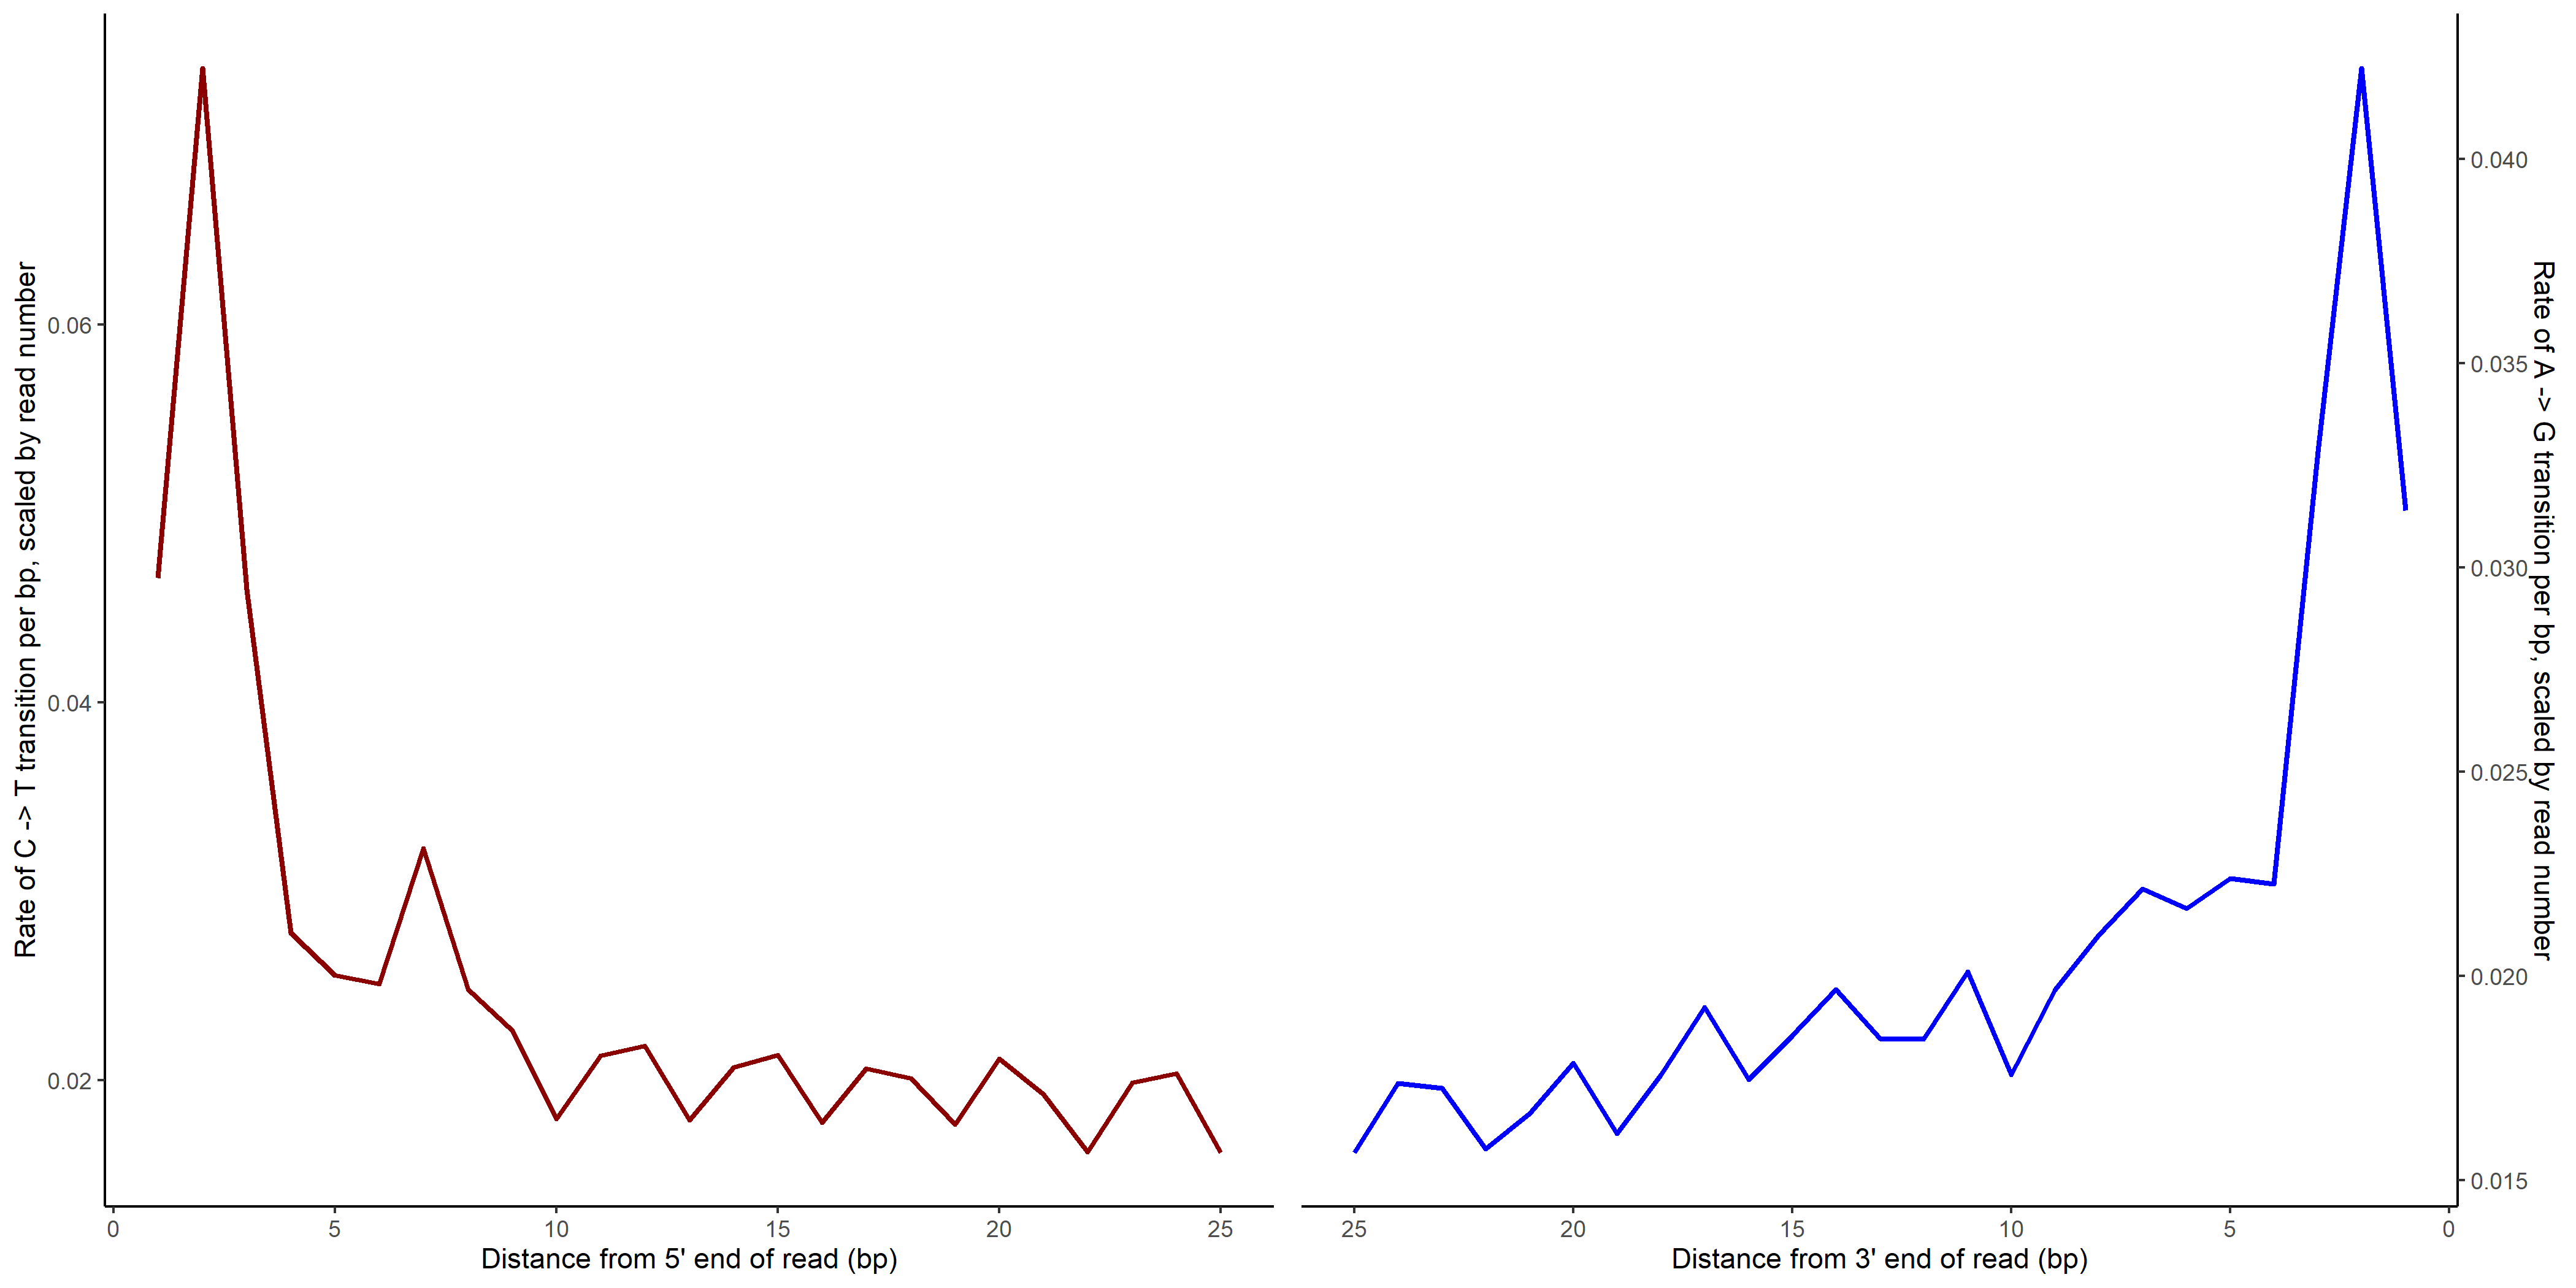 Rate of C -> T transition per bp, scaled by read number
0.06
0.04
0.02
0 5 10 15 20 25
Distance from 5' end of read (bp)
25 20 15 10 5 0
Distance from 3' end of read (bp)
0.040
0.035
0.030
0.025
0.020
0.015
Rate of A -> G transition per bp, scaled by read number